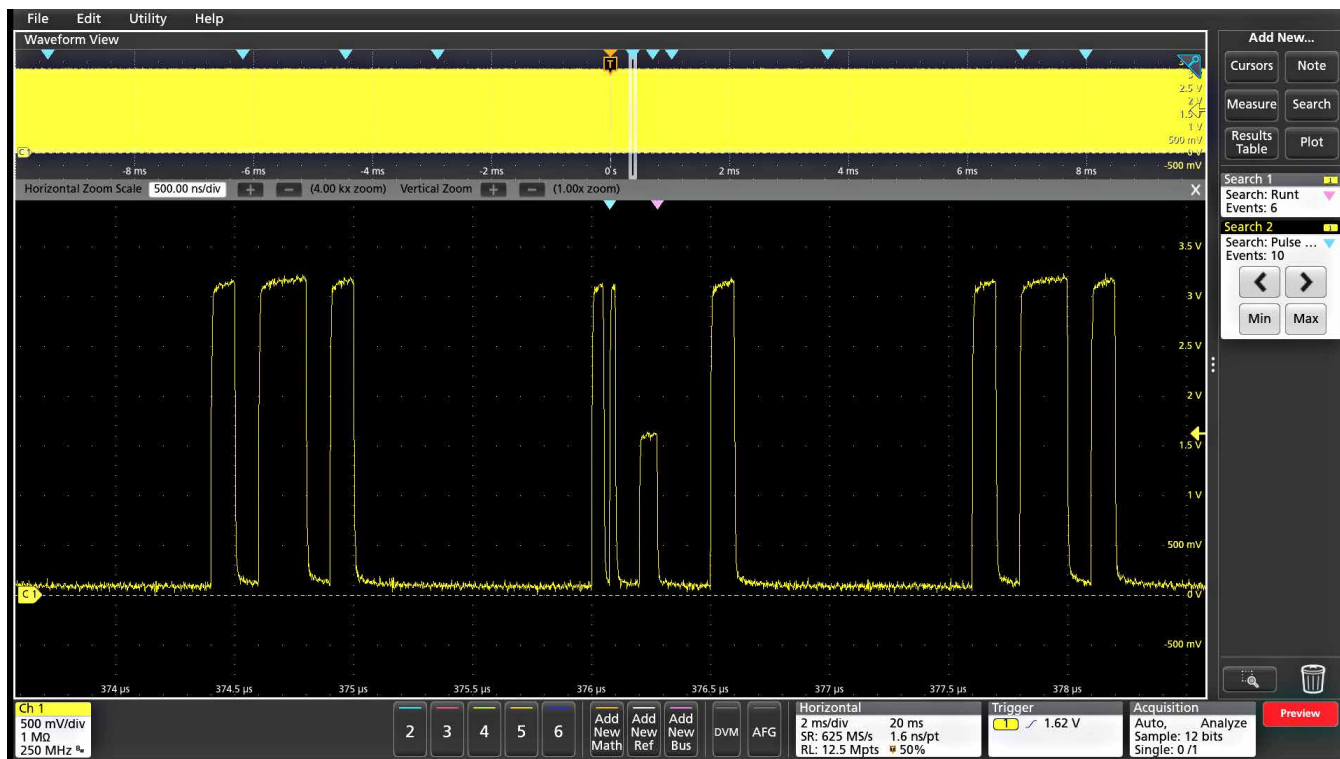 File Edit Utility Help
Waveform View
Add New...
Cursors Note
Measure Search
Results Table Plot
T
2.5 V
1 V
500 mV
0 V
-500 mV
C1
-8 ms -6 ms -4 ms -2 ms 0 s 2 ms 4 ms 6 ms 8 ms
Horizontal Zoom Scale 500.00 ns/div + - (4.00 kx zoom) Vertical Zoom + - (1.00x zoom) X
Search 1 1
Search: Runt
Events: 6
Search 2 1
Search: Pulse ...
Events: 10
< >
Min Max
3.5 V
3 V
2.5 V
2 V
1.5 V
1 V
500 mV
C1
0 V
-500 mV
374 µs 374.5 µs 375 µs 375.5 µs 376 µs 376.5 µs 377 µs 377.5 µs 378 µs
Ch 1
500 mV/div
1 MΩ
250 MHz
2 3 4 5 6
Add New Math
Add New Ref
Add New Bus
DVM AFG
Horizontal
2 ms/div 20 ms
SR: 625 MS/s 1.6 ns/pt
RL: 12.5 Mpts 50%
Trigger
1 1.62 V
Acquisition
Auto, Analyze
Sample: 12 bits
Single: 0 /1
Preview